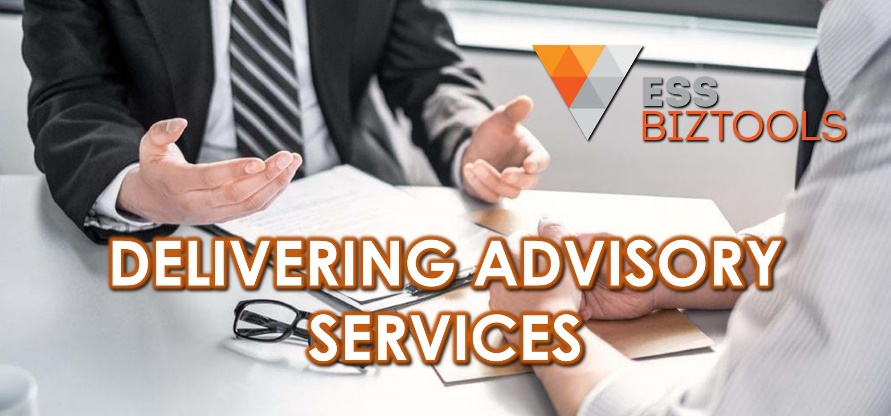 ESS
BIZTOOLS
DELIVERING ADVISORY
SERVICES